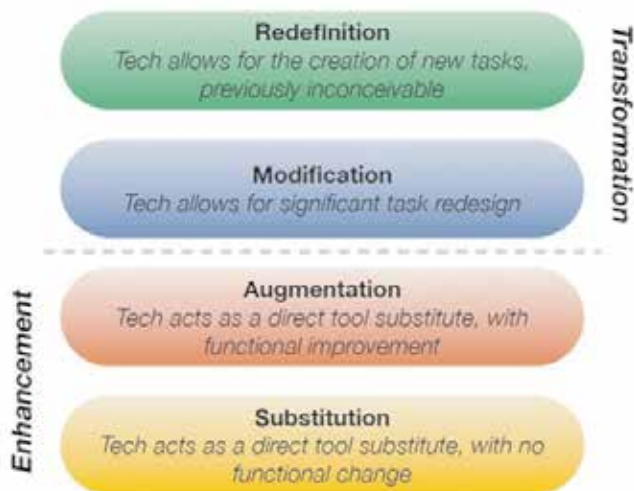 Redefinition
Tech allows for the creation of new tasks,
previously inconceivable
Modification
Tech allows for significant task redesign
Transformation
Augmentation
Tech acts as a direct tool substitute, with
functional improvement
Substitution
Tech acts as a direct tool substitute, with no
functional change
Enhancement